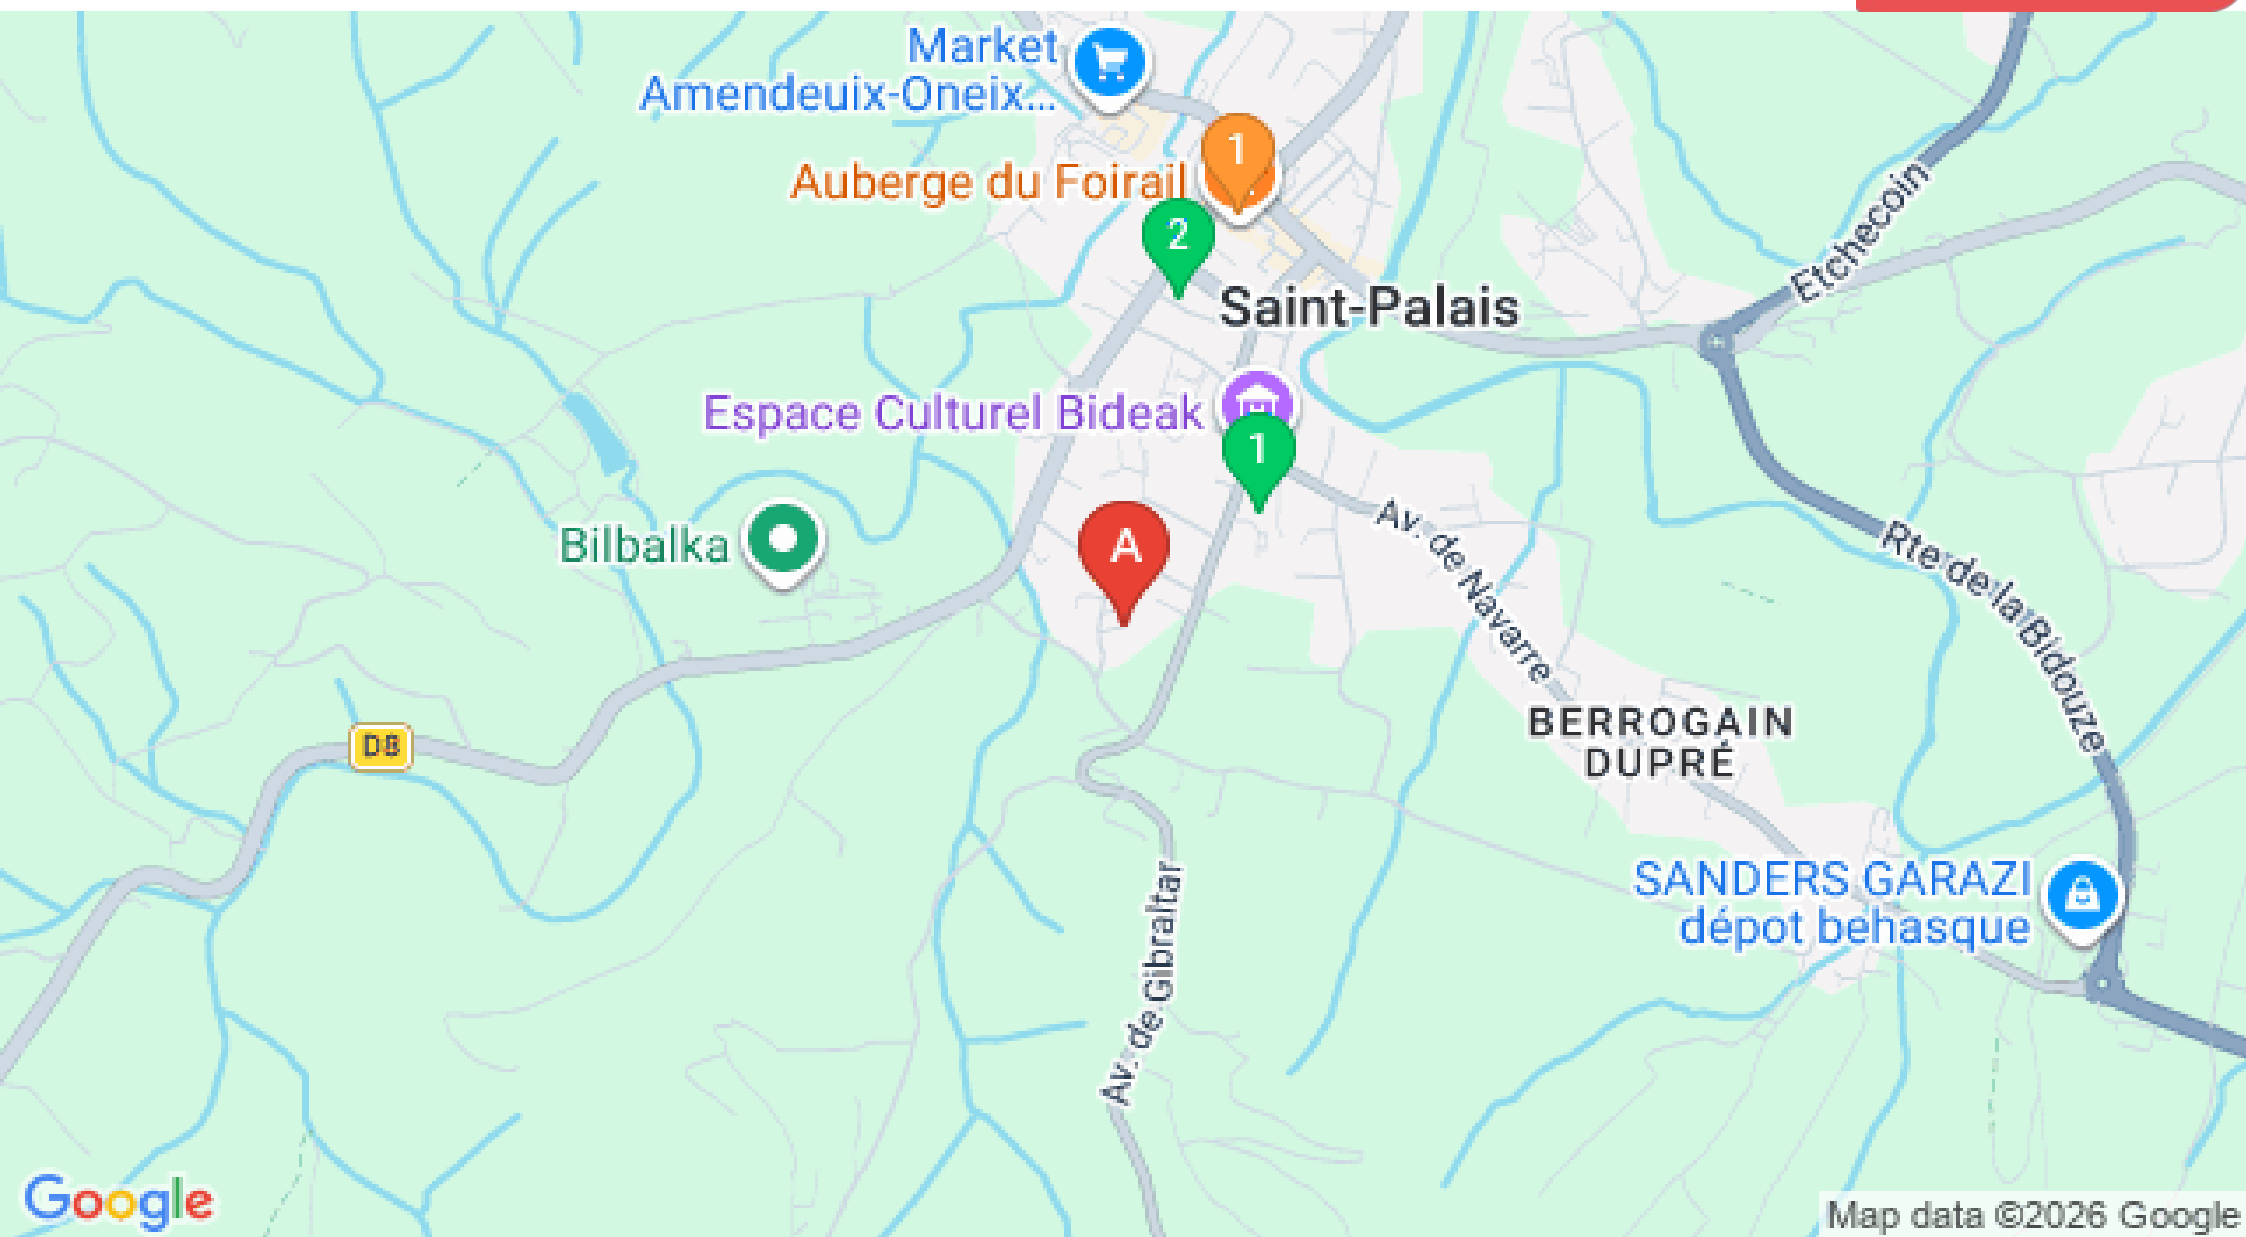 Market
Amendeuix-Oneix...
1
Auberge du Foirail
2
Saint-Palais
Etchecoin
Espace Culturel Bideak
1
Av. de Navarre
A
Bilbalka
Rte de la Bidouze
BERROGAIN
DUPRÉ
D8
SANDERS GARAZI
dépot behasque
Av. de Gibraltar
Google
Map data ©2026 Google